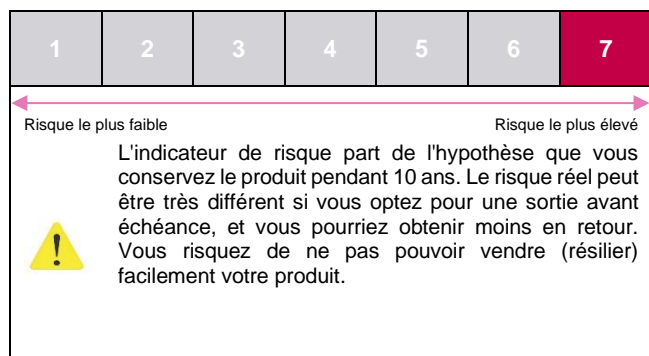 1 2 3 4 5 6 7
Risque le plus faible Risque le plus élevé
L'indicateur de risque part de l'hypothèse que vous
conservez le produit pendant 10 ans. Le risque réel peut
être très différent si vous optez pour une sortie avant
échéance, et vous pourriez obtenir moins en retour.
Vous risquez de ne pas pouvoir vendre (résilier)
facilement votre produit.